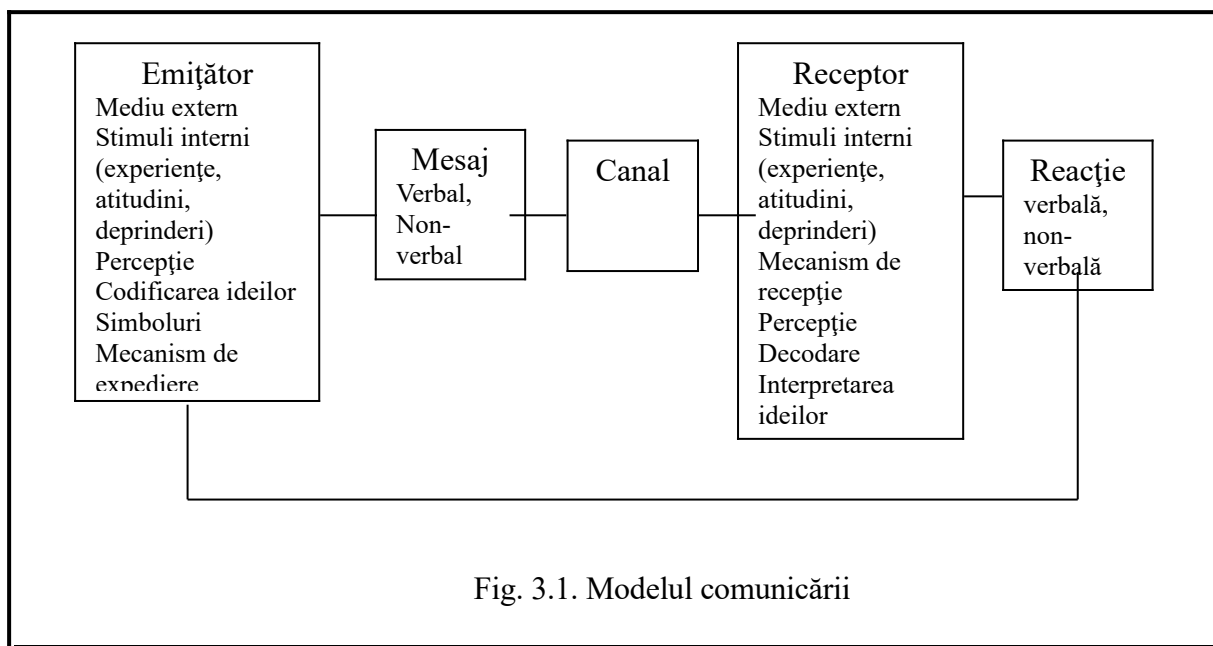 Emiţător
Mediu extern
Stimuli interni
(experienţe,
atitudini,
deprinderi)
Percepţie
Codificarea ideilor
Simboluri
Mecanism de
expediere
Mesaj
Verbal,
Non-
verbal
Canal
Receptor
Mediu extern
Stimuli interni
(experienţe,
atitudini,
deprinderi)
Mecanism de
recepţie
Percepţie
Decodare
Interpretarea
ideilor
Reacţie
verbală,
non-
verbală
Fig. 3.1. Modelul comunicării